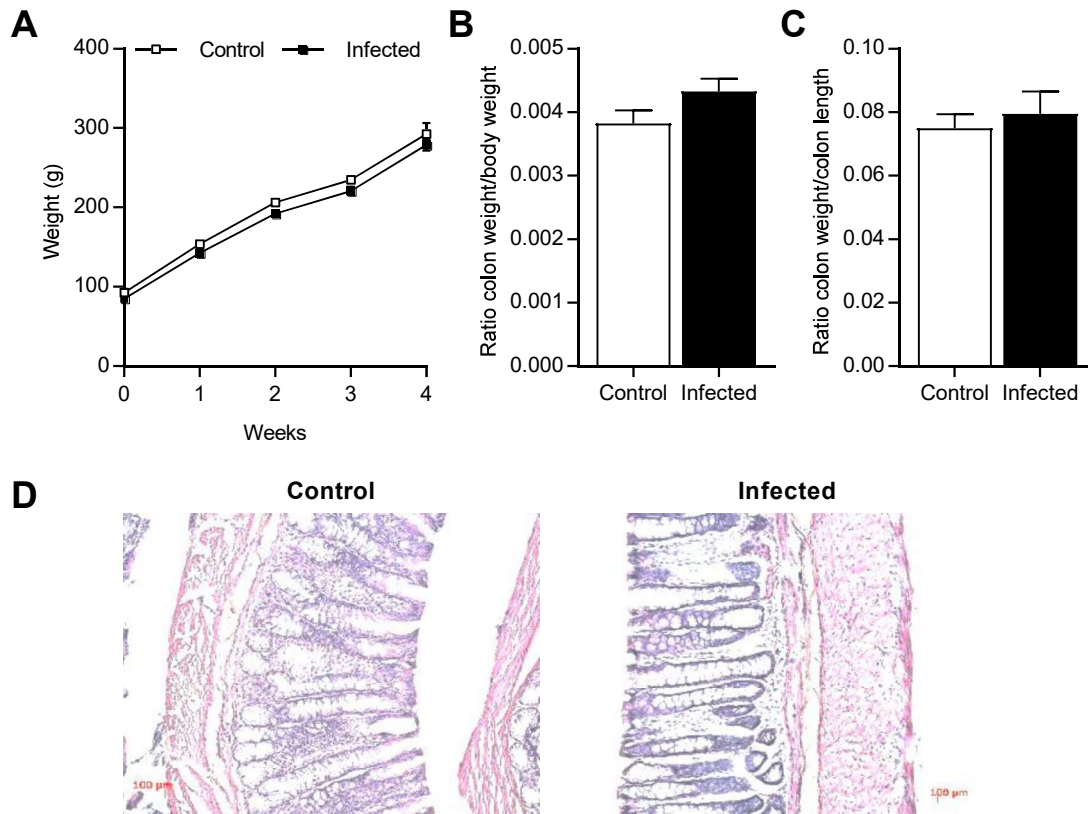 A
Control Infected
400
300
200
100
0
Weight (g)
0 1 2 3 4
Weeks
B
0.005
0.004
0.003
0.002
0.001
0.000
Ratio colon weight/body weight
Control Infected
C
0.10
0.08
0.06
0.04
0.02
0.00
Ratio colon weight/colon length
Control Infected
D
Control
Infected
100 µm
100 µm